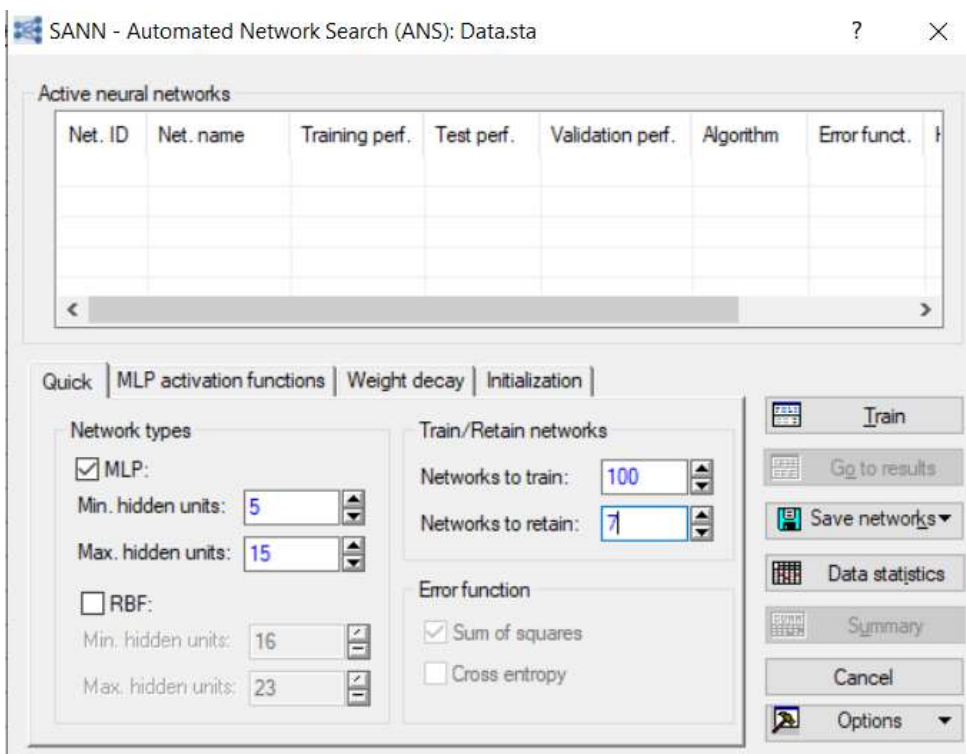 SANN - Automated Network Search (ANS): Data.sta ?
Active neural networks
Net. ID Net. name Training perf. Test perf. Validation perf. Algorithm Error funct.
Quick MLP activation functions Weight decay Initialization
Network types
MLP:
Min. hidden units: 5
Max. hidden units: 15
RBF:
Min. hidden units: 16
Max. hidden units: 23
Train/Retain networks
Networks to train: 100
Networks to retain: 7
Error function
Sum of squares
Cross entropy
Train
Go to results
Save networks
Data statistics
Summary
Cancel
Options